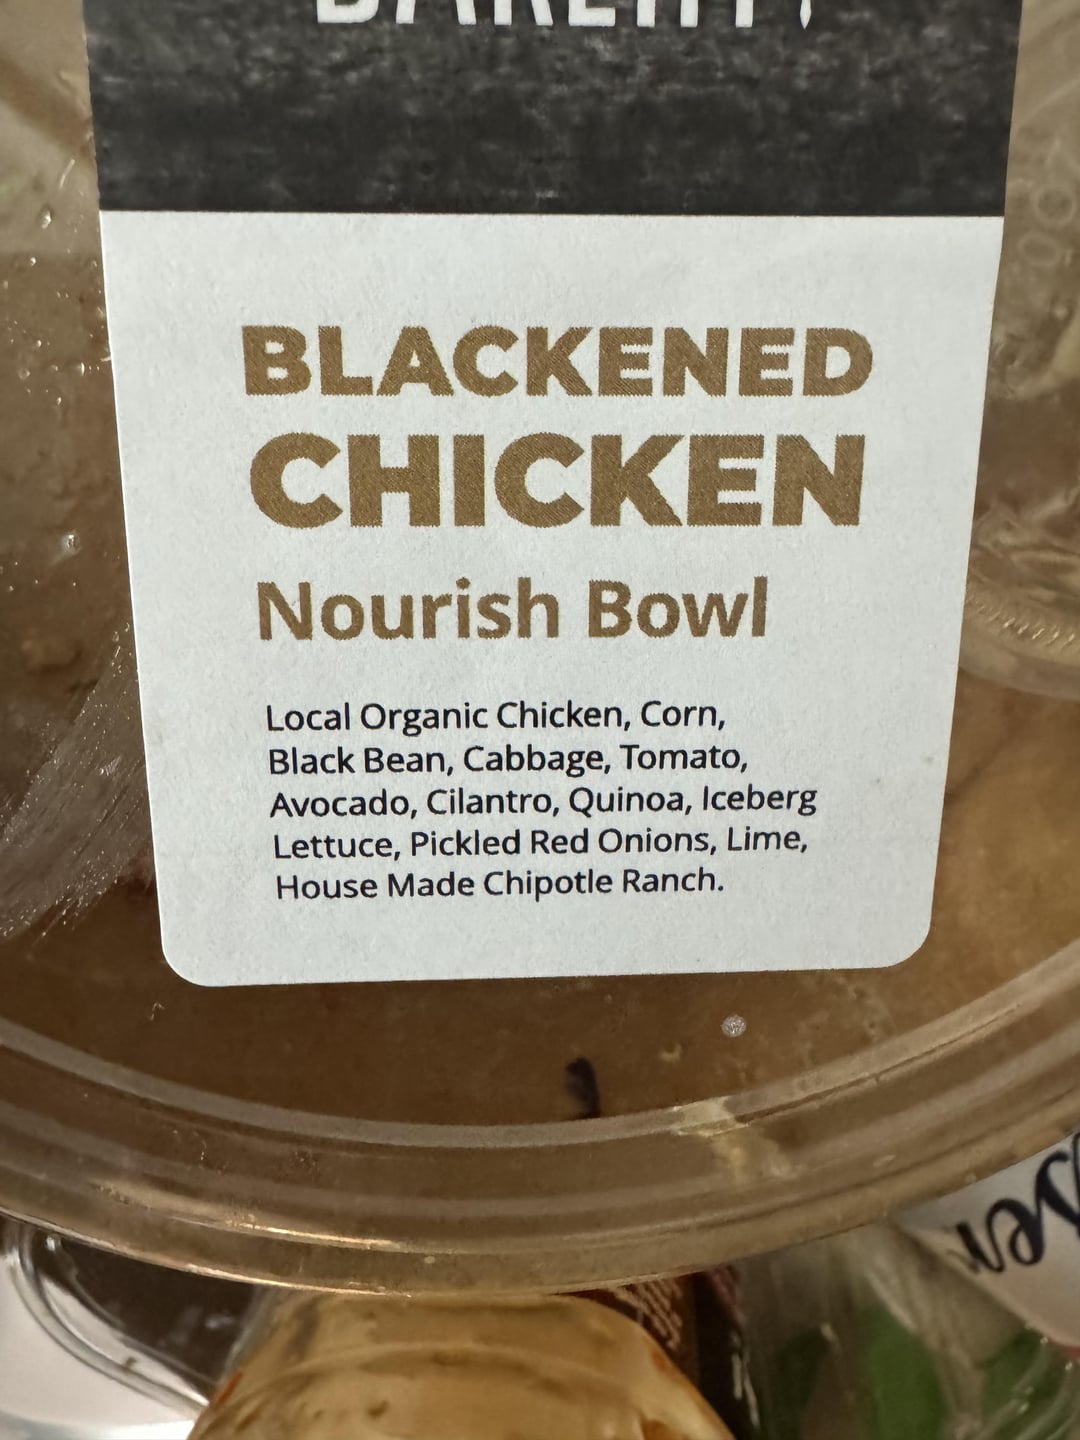 BLACKENED
CHICKEN
Nourish Bowl
Local Organic Chicken, Corn,
Black Bean, Cabbage, Tomato,
Avocado, Cilantro, Quinoa, Iceberg
Lettuce, Pickled Red Onions, Lime,
House Made Chipotle Ranch.